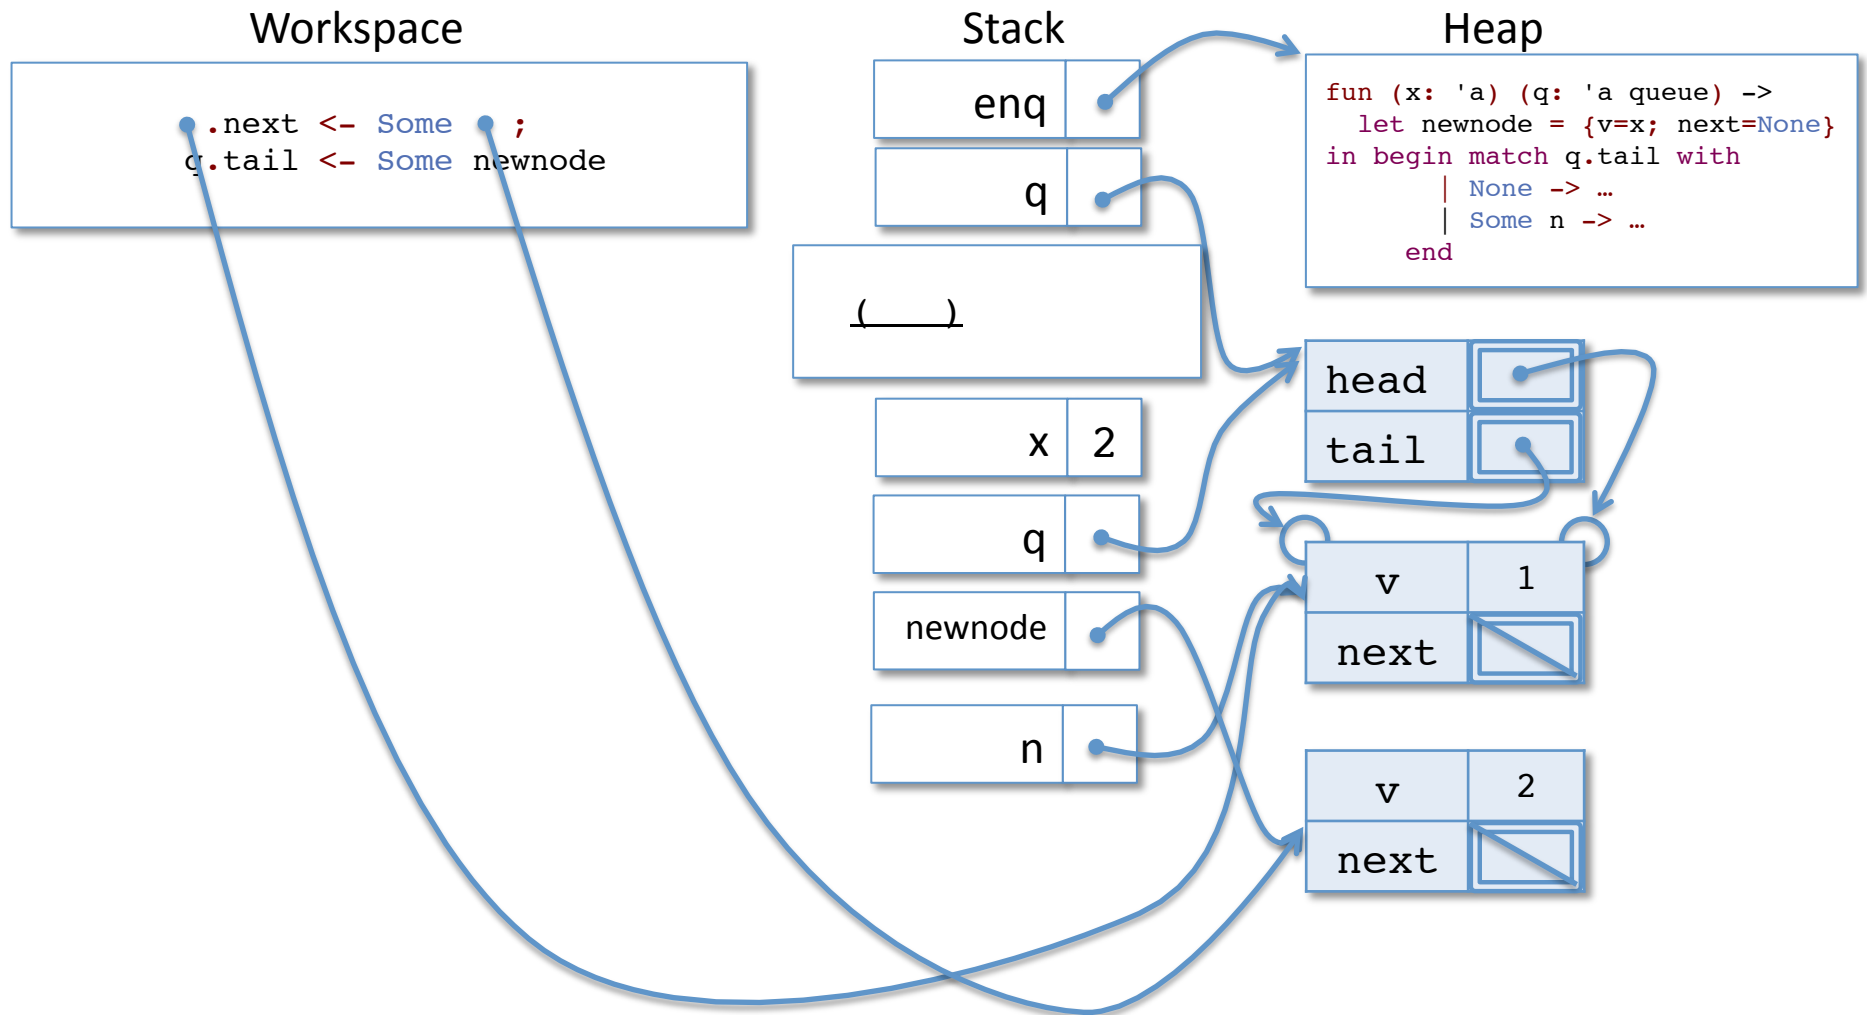 Workspace
.next <- Some ;
q.tail <- Some newnode
Stack
enq
q
(    )
x 2
q
newnode
n
Heap
fun (x: 'a) (q: 'a queue) ->
let newnode = {v=x; next=None}
in begin match q.tail with
| None -> …
| Some n -> …
end
head
tail
v 1
next
v 2
next